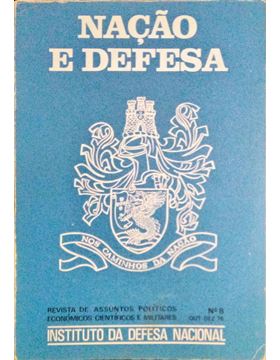 NAÇÃO
E DEFESA
NOS CAMINHOS DA NAÇÃO
REVISTA DE ASSUNTOS POLÍTICOS Nº 8
ECONÓMICOS CIENTÍFICOS E MILITARES OUT-DEZ 78
INSTITUTO DA DEFESA NACIONAL